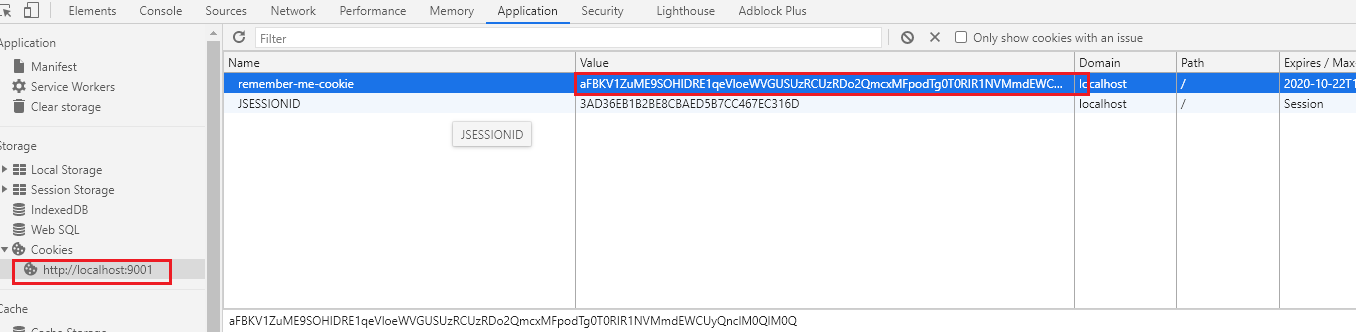 Elements Console Sources Network Performance Memory Application Security Lighthouse Adblock Plus
Application
Manifest
Service Workers
Clear storage
Storage
Local Storage
Session Storage
IndexedDB
Web SQL
Cookies
http://localhost:9001
Cache
Cache Storage
Filter
Only show cookies with an issue
Name Value Domain Path Expires / Max
remember-me-cookie aFBKV1ZuME9SOHIDRE1qeVloeWVGUSUzRCUzRDo2QmcxMFpodTg0T0RIR1NVMmdEWC... localhost / 2020-10-22T1
JSESSIONID 3AD36EB1B2BE8CBAED5B7CC467EC316D localhost / Session
JSESSIONID
aFBKV1ZuME9SOHIDRE1qeVloeWVGUSUzRCUzRDo2QmcxMFpodTg0T0RIR1NVMmdEWCUyQnclM0QlM0Q